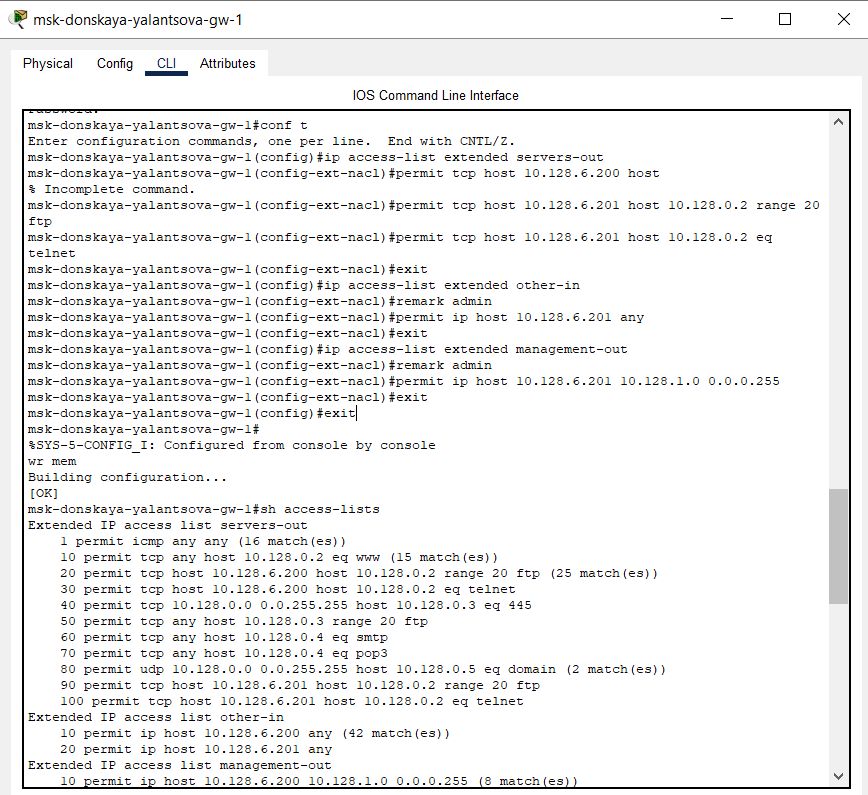 msk-donskaya-yalantsova-gw-1
Physical Config CLI Attributes
IOS Command Line Interface
msk-donskaya-yalantsova-gw-1#conf t
Enter configuration commands, one per line.  End with CNTL/Z.
msk-donskaya-yalantsova-gw-1(config)#ip access-list extended servers-out
msk-donskaya-yalantsova-gw-1(config-ext-nacl)#permit tcp host 10.128.6.200 host
% Incomplete command.
msk-donskaya-yalantsova-gw-1(config-ext-nacl)#permit tcp host 10.128.6.201 host 10.128.0.2 range 20
ftp
msk-donskaya-yalantsova-gw-1(config-ext-nacl)#permit tcp host 10.128.6.201 host 10.128.0.2 eq
telnet
msk-donskaya-yalantsova-gw-1(config-ext-nacl)#exit
msk-donskaya-yalantsova-gw-1(config)#ip access-list extended other-in
msk-donskaya-yalantsova-gw-1(config-ext-nacl)#remark admin
msk-donskaya-yalantsova-gw-1(config-ext-nacl)#permit ip host 10.128.6.201 any
msk-donskaya-yalantsova-gw-1(config-ext-nacl)#exit
msk-donskaya-yalantsova-gw-1(config)#ip access-list extended management-out
msk-donskaya-yalantsova-gw-1(config-ext-nacl)#remark admin
msk-donskaya-yalantsova-gw-1(config-ext-nacl)#permit ip host 10.128.6.201 10.128.1.0 0.0.0.255
msk-donskaya-yalantsova-gw-1(config-ext-nacl)#exit
msk-donskaya-yalantsova-gw-1(config)#exit
msk-donskaya-yalantsova-gw-1#
%SYS-5-CONFIG_I: Configured from console by console
wr mem
Building configuration...
[OK]
msk-donskaya-yalantsova-gw-1#sh access-lists
Extended IP access list servers-out
    1 permit icmp any any (16 match(es))
    10 permit tcp any host 10.128.0.2 eq www (15 match(es))
    20 permit tcp host 10.128.6.200 host 10.128.0.2 range 20 ftp (25 match(es))
    30 permit tcp host 10.128.6.200 host 10.128.0.2 eq telnet
    40 permit tcp 10.128.0.0 0.0.255.255 host 10.128.0.3 eq 445
    50 permit tcp any host 10.128.0.3 range 20 ftp
    60 permit tcp any host 10.128.0.4 eq smtp
    70 permit tcp any host 10.128.0.4 eq pop3
    80 permit udp 10.128.0.0 0.0.255.255 host 10.128.0.5 eq domain (2 match(es))
    90 permit tcp host 10.128.6.201 host 10.128.0.2 range 20 ftp
    100 permit tcp host 10.128.6.201 host 10.128.0.2 eq telnet
Extended IP access list other-in
    10 permit ip host 10.128.6.200 any (42 match(es))
    20 permit ip host 10.128.6.201 any
Extended IP access list management-out
    10 permit ip host 10.128.6.200 10.128.1.0 0.0.0.255 (8 match(es))